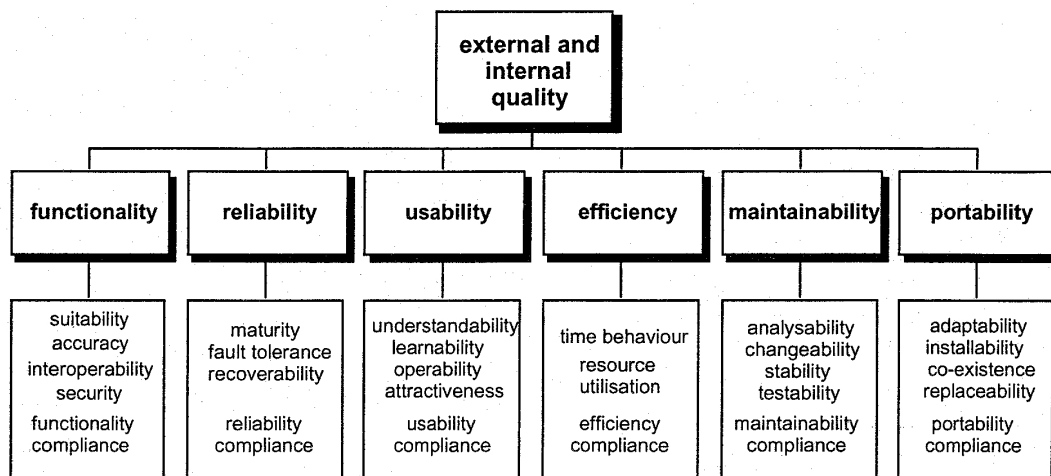 external and
internal
quality
functionality
reliability
usability
efficiency
maintainability
portability
suitability
accuracy
interoperability
security
functionality
compliance
maturity
fault tolerance
recoverability
reliability
compliance
understandability
learnability
operability
attractiveness
usability
compliance
time behaviour
resource
utilisation
efficiency
compliance
analysability
changeability
stability
testability
maintainability
compliance
adaptability
installability
co-existence
replaceability
portability
compliance